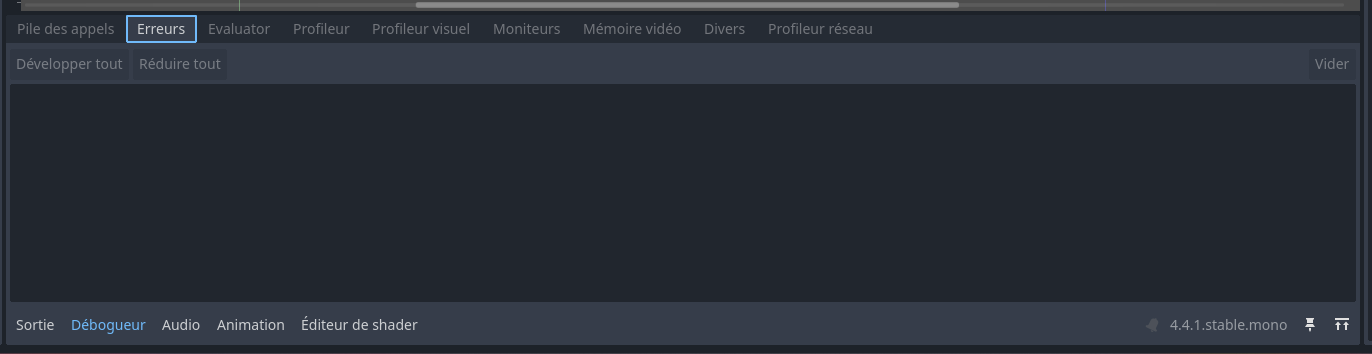 Pile des appels Erreurs Evaluator Profileur Profileur visuel Moniteurs Mémoire vidéo Divers Profileur réseau
Développer tout Réduire tout Vider
Sortie Débogueur Audio Animation Éditeur de shader 4.4.1.stable.mono